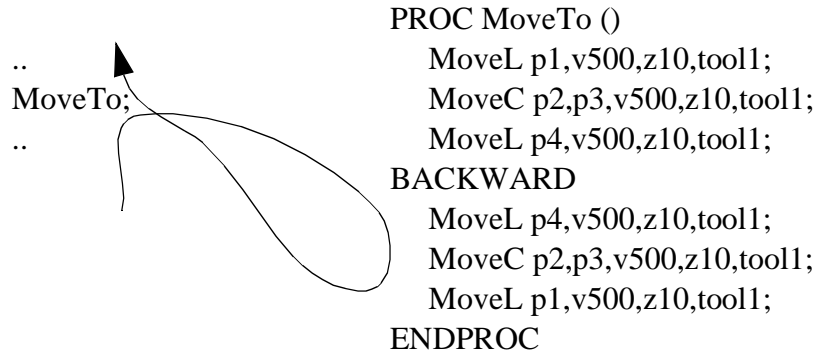 PROC MoveTo ()
..
MoveL p1,v500,z10,tool1;
MoveTo;
MoveC p2,p3,v500,z10,tool1;
..
MoveL p4,v500,z10,tool1;
BACKWARD
MoveL p4,v500,z10,tool1;
MoveC p2,p3,v500,z10,tool1;
MoveL p1,v500,z10,tool1;
ENDPROC